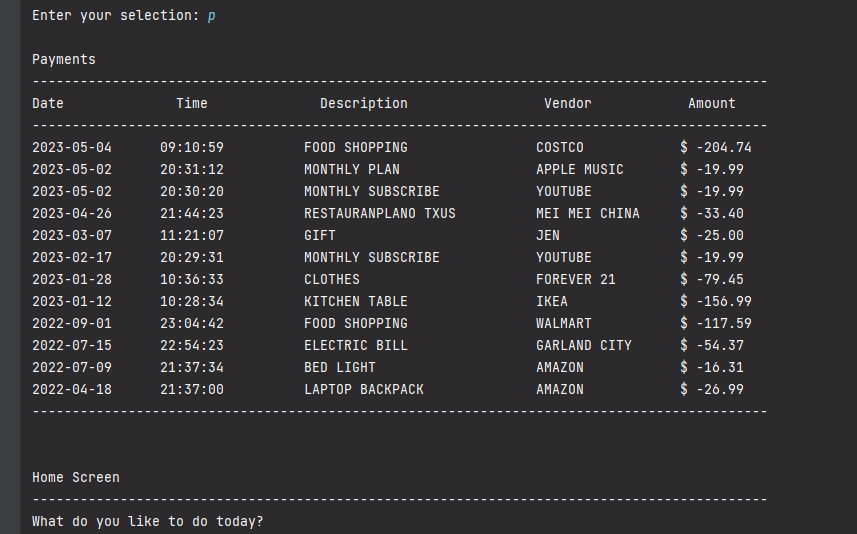 Enter your selection: p
Payments
--------------------------------------------------------------------------------------------
Date Time Description Vendor Amount
--------------------------------------------------------------------------------------------
2023-05-04 09:10:59 FOOD SHOPPING COSTCO $ -204.74
2023-05-02 20:31:12 MONTHLY PLAN APPLE MUSIC $ -19.99
2023-05-02 20:30:20 MONTHLY SUBSCRIBE YOUTUBE $ -19.99
2023-04-26 21:44:23 RESTAURANPLANO TXUS MEI MEI CHINA $ -33.40
2023-03-07 11:21:07 GIFT JEN $ -25.00
2023-02-17 20:29:31 MONTHLY SUBSCRIBE YOUTUBE $ -19.99
2023-01-28 10:36:33 CLOTHES FOREVER 21 $ -79.45
2023-01-12 10:28:34 KITCHEN TABLE IKEA $ -156.99
2022-09-01 23:04:42 FOOD SHOPPING WALMART $ -117.59
2022-07-15 22:54:23 ELECTRIC BILL GARLAND CITY $ -54.37
2022-07-09 21:37:34 BED LIGHT AMAZON $ -16.31
2022-04-18 21:37:00 LAPTOP BACKPACK AMAZON $ -26.99
--------------------------------------------------------------------------------------------
Home Screen
--------------------------------------------------------------------------------------------
What do you like to do today?